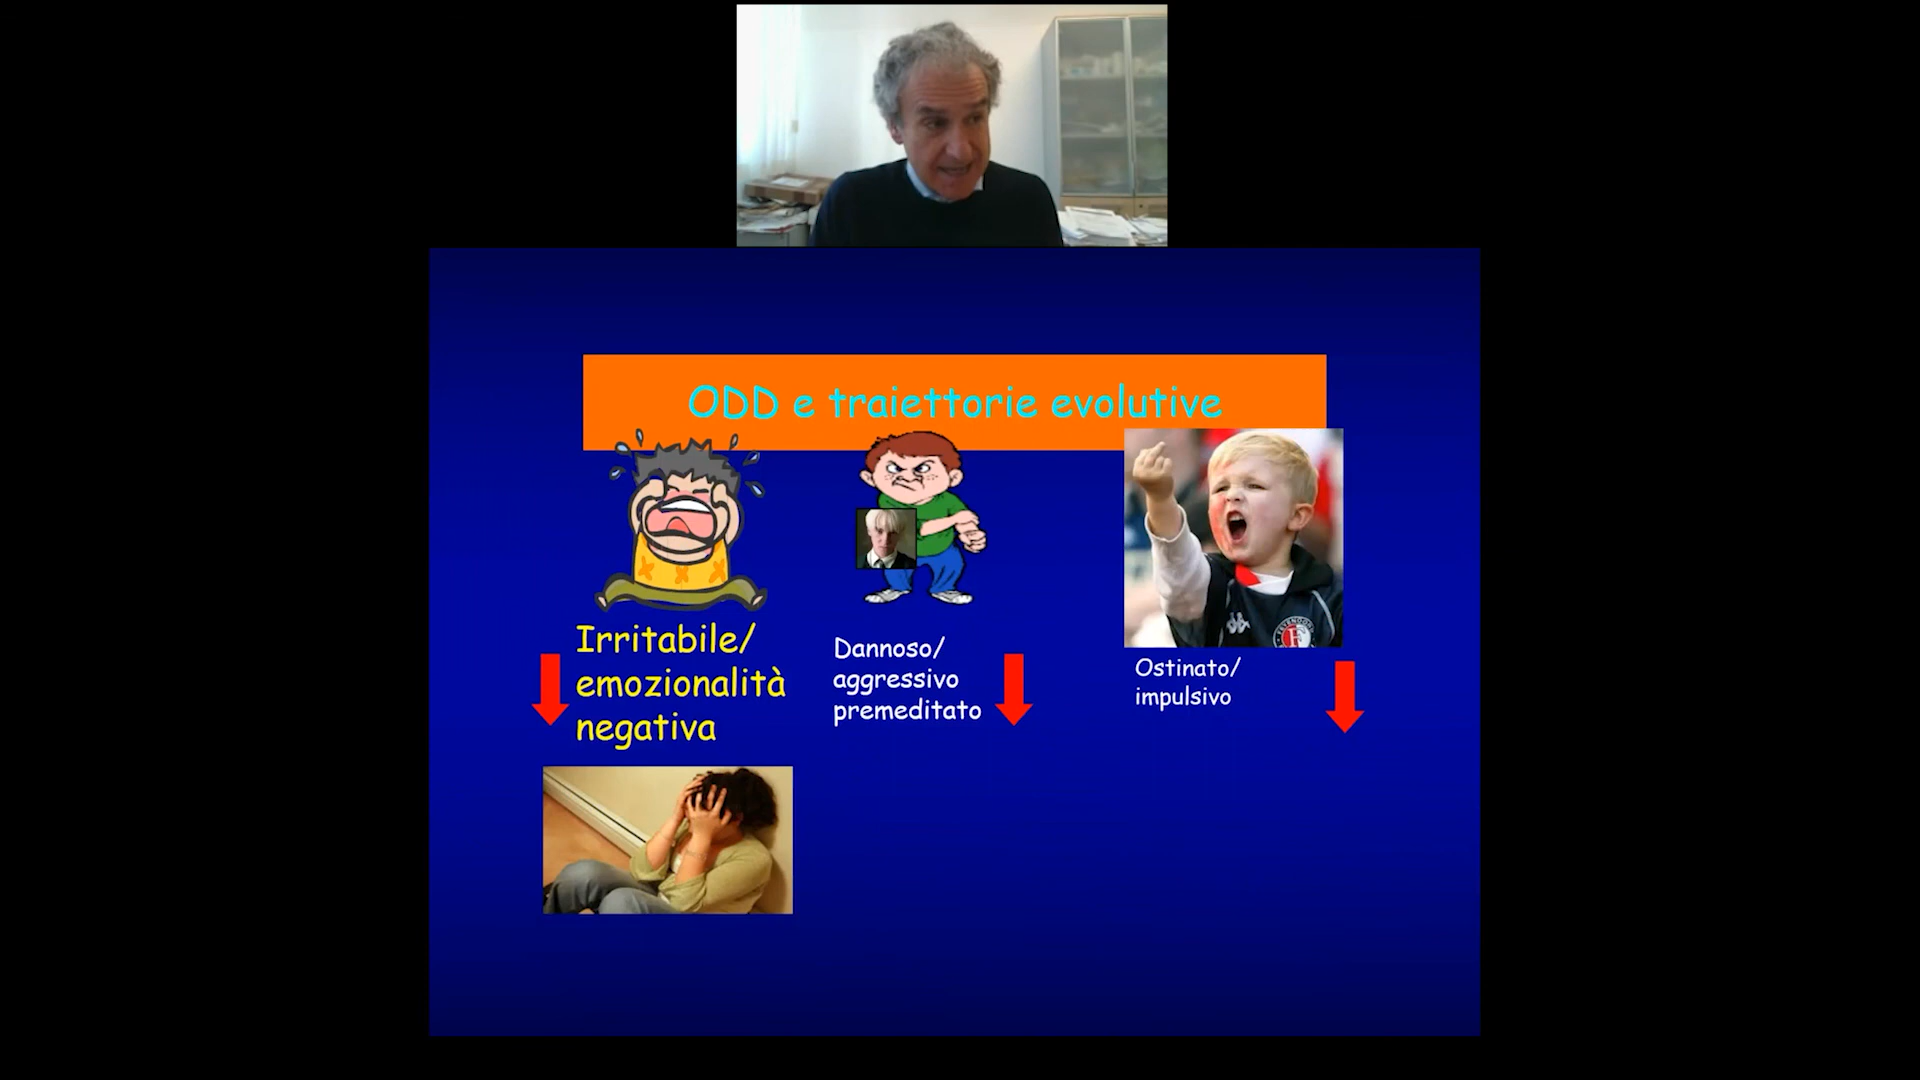 ODD e traiettorie evolutive
Irritabile/
emozionalità
negativa
Dannoso/
aggressivo
premeditato
Ostinato/
impulsivo